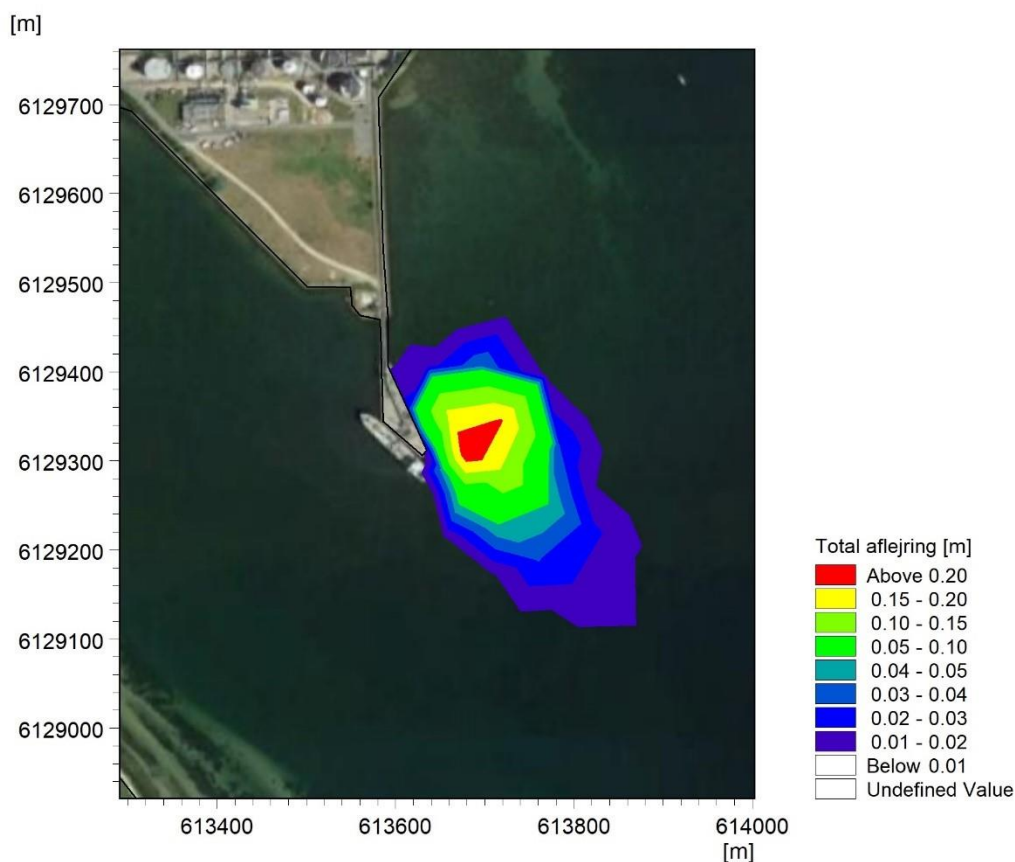 [m]
6129700
6129600
6129500
6129400
6129300
6129200
6129100
6129000
613400
613600
613800
614000
[m]
Total aflejring [m]
Above 0.20
0.15 - 0.20
0.10 - 0.15
0.05 - 0.10
0.04 - 0.05
0.03 - 0.04
0.02 - 0.03
0.01 - 0.02
Below 0.01
Undefined Value